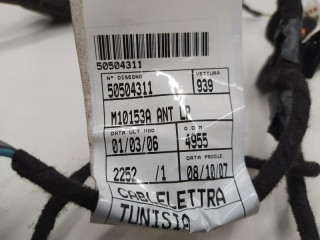 50504311
N° DISEGNO VETTURA
50504311 939
M10153A ANT LP
DATA ULT.MOD. O.D.M
01/03/06 4955
DATA PRODUZ.
2252 /1 08/10/07
CABLELETTRA
TUNISIA